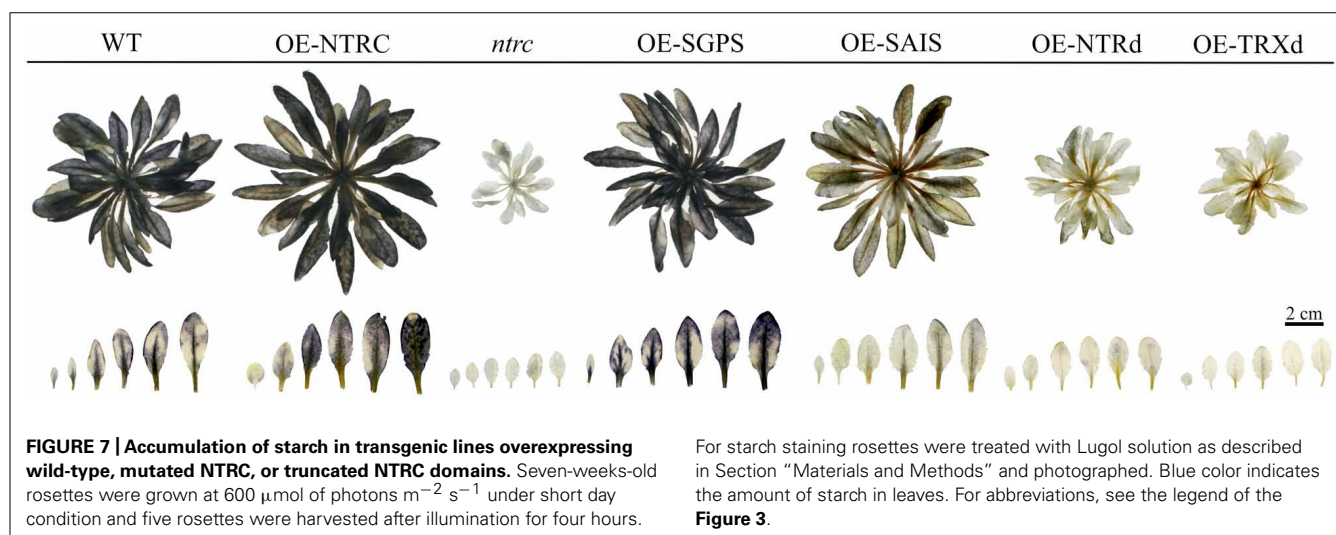 WT OE-NTRC ntrc OE-SGPS OE-SAIS OE-NTRd OE-TRXd
2 cm
FIGURE 7 | Accumulation of starch in transgenic lines overexpressing
wild-type, mutated NTRC, or truncated NTRC domains. Seven-weeks-old
rosettes were grown at 600 μmol of photons m−2 s−1 under short day
condition and five rosettes were harvested after illumination for four hours.
For starch staining rosettes were treated with Lugol solution as described
in Section “Materials and Methods” and photographed. Blue color indicates
the amount of starch in leaves. For abbreviations, see the legend of the
Figure 3.